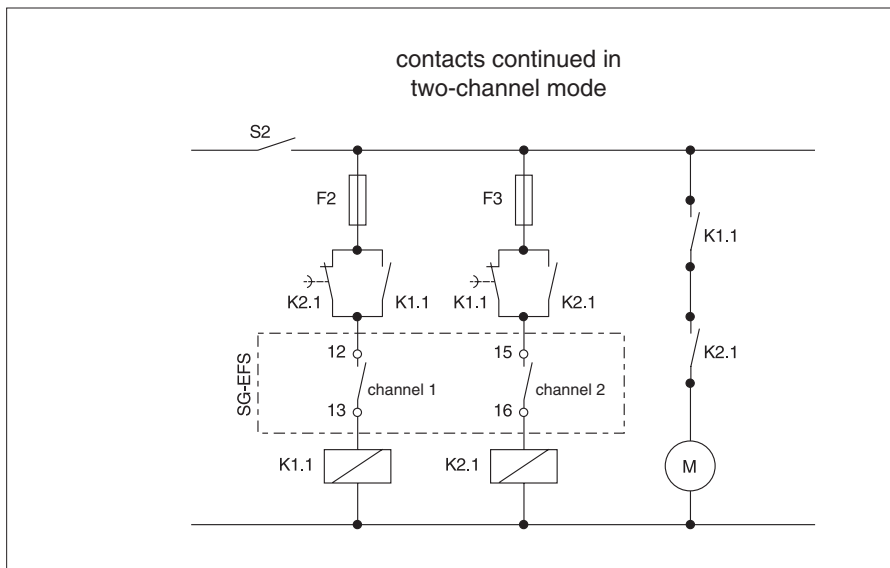 contacts continued in
two-channel mode
S2
F2
F3
K1.1
K2.1
K1.1
K1.1
K2.1
K2.1
SG-EFS
12
15
channel 1
channel 2
13
16
K1.1
K2.1
M